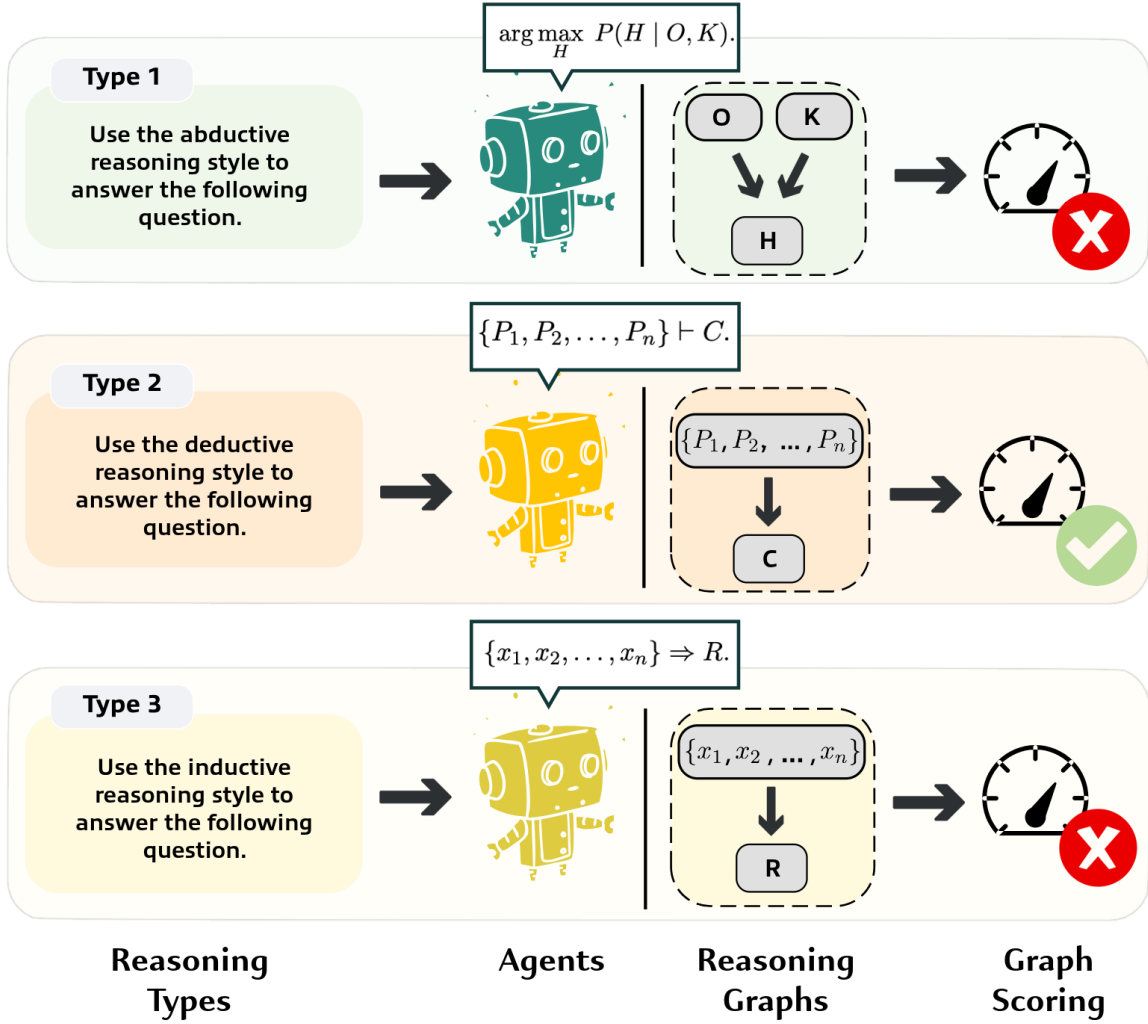 arg max P(H | O, K).
H
Type 1
Use the abductive
reasoning style to
answer the following
question.
O
K
H
{P₁, P₂, . . . , Pₙ} ⊢ C.
Type 2
Use the deductive
reasoning style to
answer the following
question.
{P₁, P₂, ..., Pₙ}
C
{x₁, x₂, . . . , xₙ} ⇒ R.
Type 3
Use the inductive
reasoning style to
answer the following
question.
{x₁, x₂, ..., xₙ}
R
Reasoning
Types
Agents
Reasoning
Graphs
Graph
Scoring